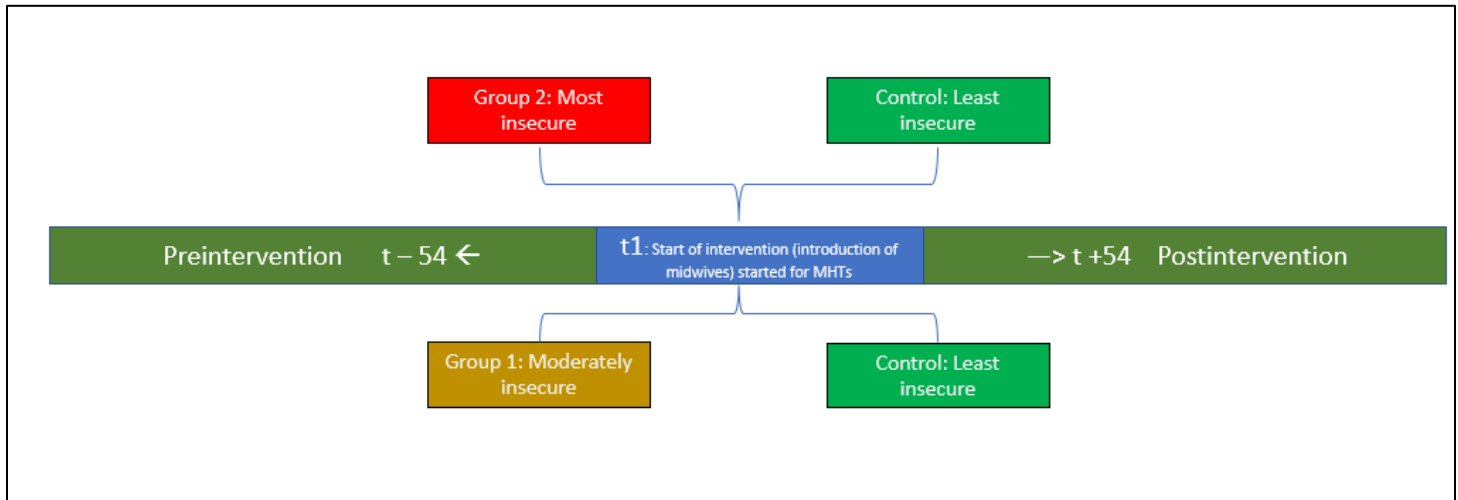 Group 2: Most
insecure
Control: Least
insecure
Preintervention t – 54 ←
t1: Start of intervention (introduction of
midwives) started for MHTs
—> t +54 Postintervention
Group 1: Moderately
insecure
Control: Least
insecure